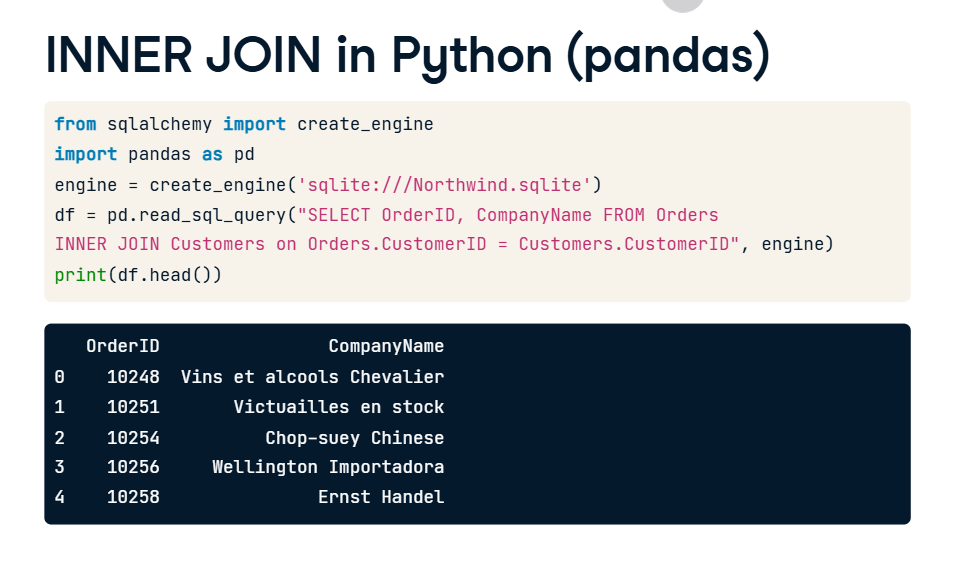 INNER JOIN in Python (pandas)
from sqlalchemy import create_engine
import pandas as pd
engine = create_engine('sqlite:///Northwind.sqlite')
df = pd.read_sql_query("SELECT OrderID, CompanyName FROM Orders
INNER JOIN Customers on Orders.CustomerID = Customers.CustomerID", engine)
print(df.head())
OrderID CompanyName
0 10248 Vins et alcools Chevalier
1 10251 Victuailles en stock
2 10254 Chop-suey Chinese
3 10256 Wellington Importadora
4 10258 Ernst Handel